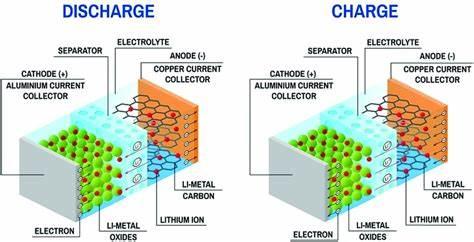 DISCHARGE
SEPARATOR
ELECTROLYTE
ANODE (-)
COPPER CURRENT
COLLECTOR
CATHODE (+)
ALUMINIUM CURRENT
COLLECTOR
LI-METAL
CARBON
LITHIUM ION
LI-METAL
OXIDES
ELECTRON
CHARGE
SEPARATOR
ELECTROLYTE
ANODE (-)
COPPER CURRENT
COLLECTOR
CATHODE (+)
ALUMINIUM CURRENT
COLLECTOR
LI-METAL
CARBON
LITHIUM ION
LI-METAL
OXIDES
ELECTRON